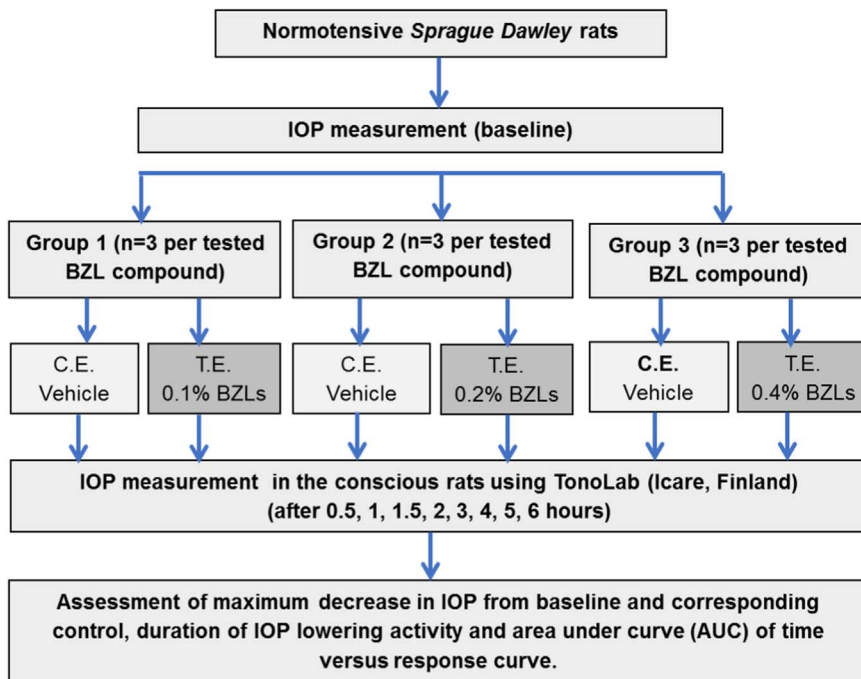 Normotensive Sprague Dawley rats
IOP measurement (baseline)
Group 1 (n=3 per tested
BZL compound)
Group 2 (n=3 per tested
BZL compound)
Group 3 (n=3 per tested
BZL compound)
C.E.
Vehicle
T.E.
0.1% BZLs
C.E.
Vehicle
T.E.
0.2% BZLs
C.E.
Vehicle
T.E.
0.4% BZLs
IOP measurement in the conscious rats using TonoLab (Icare, Finland)
(after 0.5, 1, 1.5, 2, 3, 4, 5, 6 hours)
Assessment of maximum decrease in IOP from baseline and corresponding
control, duration of IOP lowering activity and area under curve (AUC) of time
versus response curve.